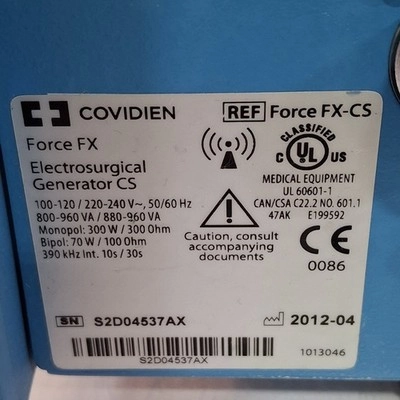 COVIDIEN
REF Force FX-CS
Force FX
Electrosurgical
Generator CS
100-120 / 220-240 V~, 50/60 Hz
800-960 VA / 880-960 VA
Monopol: 300 W / 300 Ohm
Bipol: 70 W / 100 Ohm
390 kHz Int. 10s / 30s
CLASSIFIED
C UL US
MEDICAL EQUIPMENT
UL 60601-1
CAN/CSA C22.2 NO. 601.1
47AK E199592
Caution, consult
accompanying
documents
CE
0086
SN S2D04537AX
2012-04
S2D04537AX
1013046